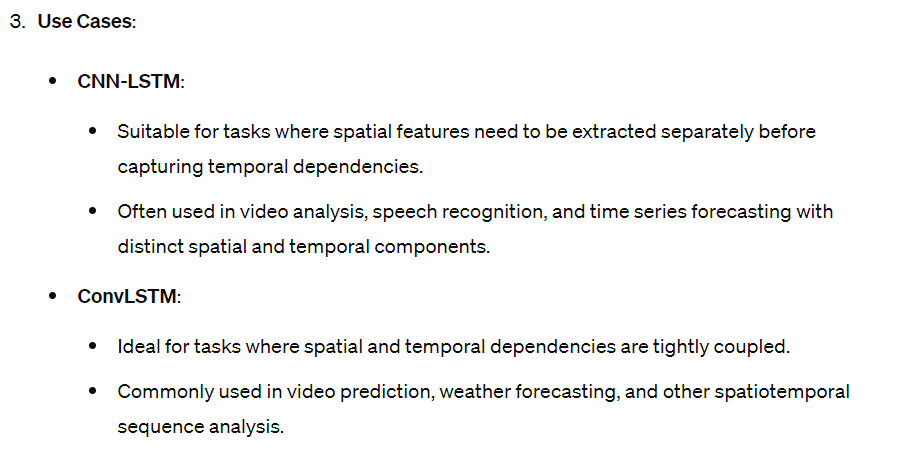 3. Use Cases:
• CNN-LSTM:
• Suitable for tasks where spatial features need to be extracted separately before
capturing temporal dependencies.
• Often used in video analysis, speech recognition, and time series forecasting with
distinct spatial and temporal components.
• ConvLSTM:
• Ideal for tasks where spatial and temporal dependencies are tightly coupled.
• Commonly used in video prediction, weather forecasting, and other spatiotemporal
sequence analysis.